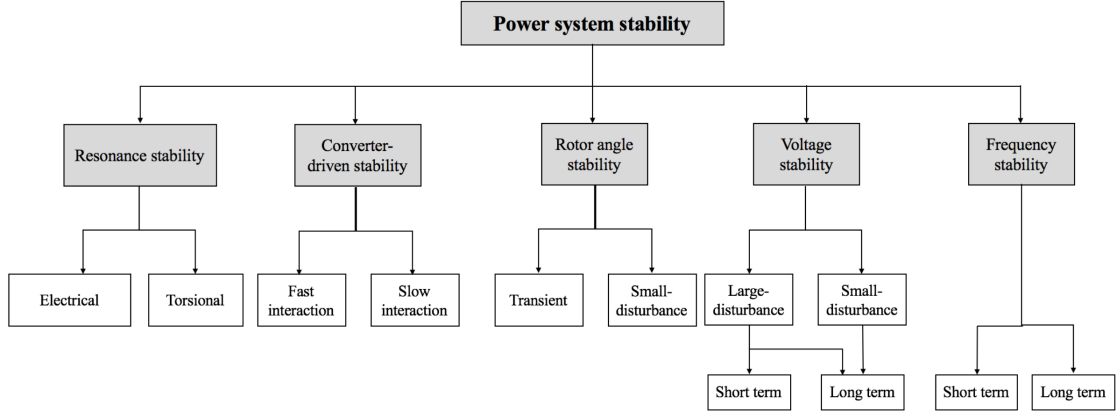 Power system stability
Resonance stability
Converter-
driven stability
Rotor angle
stability
Voltage
stability
Frequency
stability
Electrical
Torsional
Fast
interaction
Slow
interaction
Transient
Small-
disturbance
Large-
disturbance
Small-
disturbance
Short term
Long term
Short term
Long term